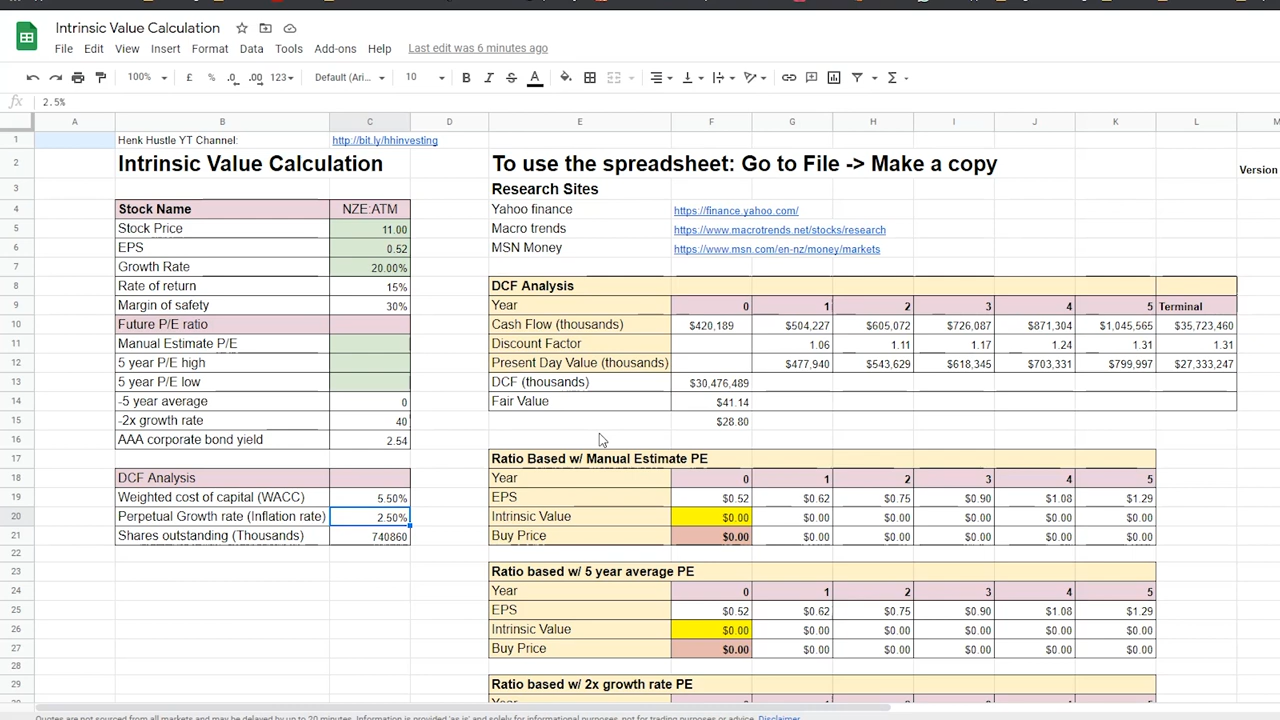 Intrinsic Value Calculation
File Edit View Insert Format Data Tools Add-ons Help Last edit was 6 minutes ago
100% £ % .0 .00 123 Default (Ari... 10 B I S A
fx 2.5%
A B C D E F G H I J K L M
1 Henk Hustle YT Channel: http://bit.ly/hhinvesting
2 Intrinsic Value Calculation To use the spreadsheet: Go to File -> Make a copy Version
3 Research Sites
4 Stock Name NZE:ATM Yahoo finance https://finance.yahoo.com/
5 Stock Price 11.00 Macro trends https://www.macrotrends.net/stocks/research
6 EPS 0.52 MSN Money https://www.msn.com/en-nz/money/markets
7 Growth Rate 20.00%
8 Rate of return 15% DCF Analysis
9 Margin of safety 30% Year 0 1 2 3 4 5 Terminal
10 Future P/E ratio Cash Flow (thousands) $420,189 $504,227 $605,072 $726,087 $871,304 $1,045,565 $35,723,460
11 Manual Estimate P/E Discount Factor 1.06 1.11 1.17 1.24 1.31 1.31
12 5 year P/E high Present Day Value (thousands) $477,940 $543,629 $618,345 $703,331 $799,997 $27,333,247
13 5 year P/E low DCF (thousands) $30,476,489
14 -5 year average 0 Fair Value $41.14
15 -2x growth rate 40 $28.80
16 AAA corporate bond yield 2.54
17 Ratio Based w/ Manual Estimate PE
18 DCF Analysis Year 0 1 2 3 4 5
19 Weighted cost of capital (WACC) 5.50% EPS $0.52 $0.62 $0.75 $0.90 $1.08 $1.29
20 Perpetual Growth rate (Inflation rate) 2.50% Intrinsic Value $0.00 $0.00 $0.00 $0.00 $0.00 $0.00
21 Shares outstanding (Thousands) 740860 Buy Price $0.00 $0.00 $0.00 $0.00 $0.00 $0.00
22
23 Ratio based w/ 5 year average PE
24 Year 0 1 2 3 4 5
25 EPS $0.52 $0.62 $0.75 $0.90 $1.08 $1.29
26 Intrinsic Value $0.00 $0.00 $0.00 $0.00 $0.00 $0.00
27 Buy Price $0.00 $0.00 $0.00 $0.00 $0.00 $0.00
28
29 Ratio based w/ 2x growth rate PE
Quotes are not sourced from all markets and may be delayed by up to 20 minutes. Information is provided 'as is' and solely for informational purposes, not for trading purposes or advice. Disclaimer